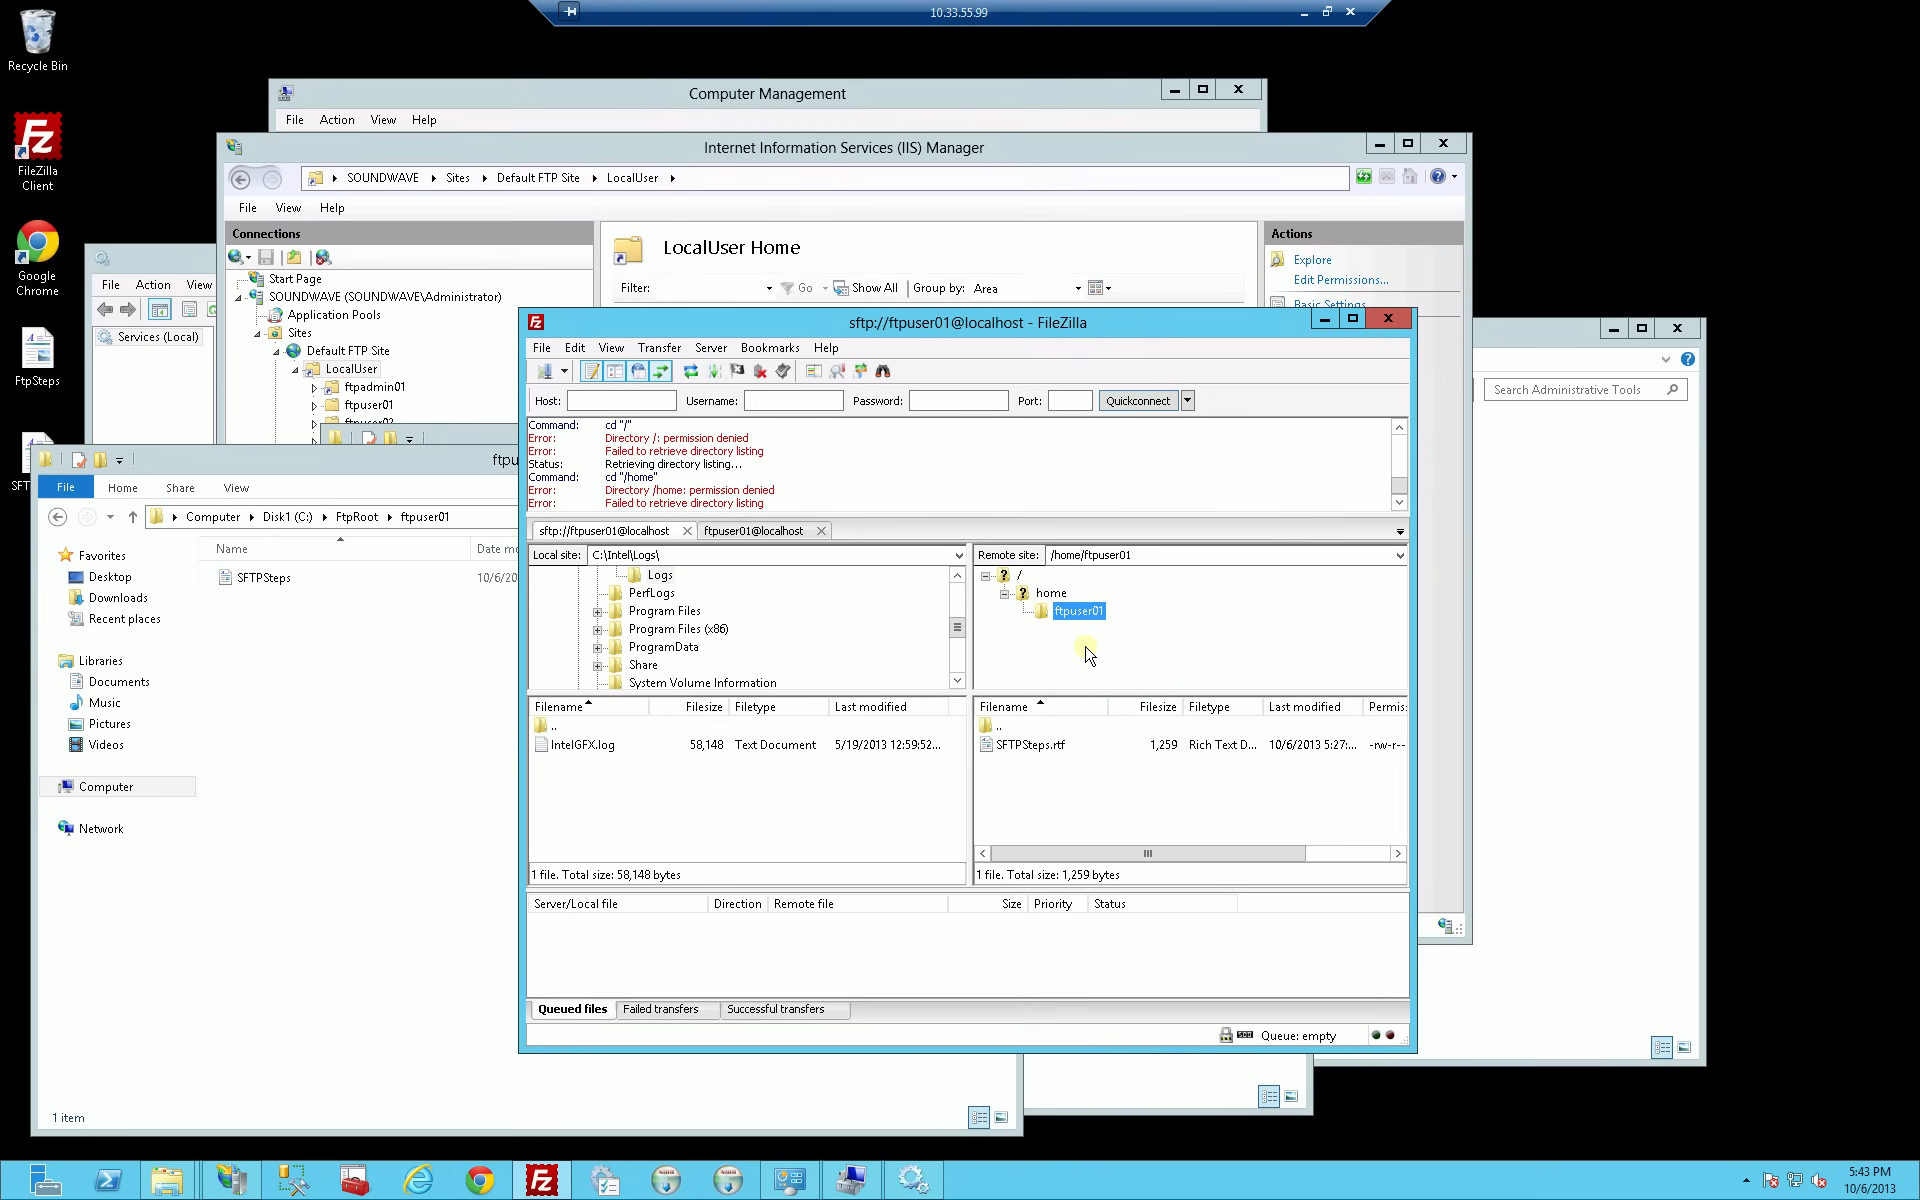 10.33.55.99
Recycle Bin
FileZilla
Client
Google
Chrome
FtpSteps
Computer Management
File Action View Help
Internet Information Services (IIS) Manager
SOUNDWAVE Sites Default FTP Site LocalUser
File View Help
Connections
Start Page
SOUNDWAVE (SOUNDWAVE\Administrator)
Application Pools
Sites
Default FTP Site
LocalUser
ftpadmin01
ftpuser01
LocalUser Home
Filter: Go Show All Group by: Area
Actions
Explore
Edit Permissions...
Basic Settings
File Action View
Services (Local)
Search Administrative Tools
File Home Share View
Computer Disk1 (C:) FtpRoot ftpuser01
Favorites
Desktop
Downloads
Recent places
Libraries
Documents
Music
Pictures
Videos
Computer
Network
Name
SFTPSteps
1 item
sftp://ftpuser01@localhost - FileZilla
File Edit View Transfer Server Bookmarks Help
Host: Username: Password: Port: Quickconnect
Command: cd "/"
Error: Directory /: permission denied
Error: Failed to retrieve directory listing
Status: Retrieving directory listing...
Command: cd "/home"
Error: Directory /home: permission denied
Error: Failed to retrieve directory listing
sftp://ftpuser01@localhost ftpuser01@localhost
Local site: C:\Intel\Logs\
Logs
PerfLogs
Program Files
Program Files (x86)
ProgramData
Share
System Volume Information
Remote site: /home/ftpuser01
/
home
ftpuser01
Filename Filesize Filetype Last modified
..
IntelGFX.log 58,148 Text Document 5/19/2013 12:59:52...
1 file. Total size: 58,148 bytes
Filename Filesize Filetype Last modified Permis:
..
SFTPSteps.rtf 1,259 Rich Text D... 10/6/2013 5:27:... -rw-r--
1 file. Total size: 1,259 bytes
Server/Local file Direction Remote file Size Priority Status
Queued files Failed transfers Successful transfers
Queue: empty
5:43 PM
10/6/2013